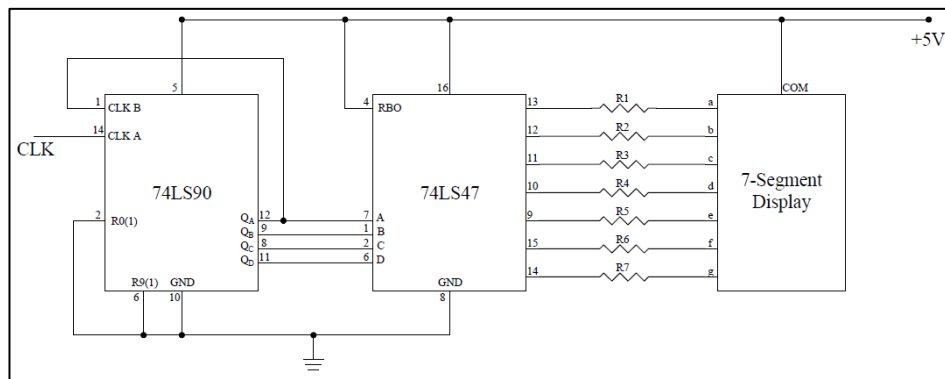 +5V
5
16
COM
1 CLK B
4 RBO
13 R1 a
14 CLK A
CLK
12 R2 b
11 R3 c
74LS90
74LS47
7-Segment
Display
10 R4 d
2 R0(1)
QA 12
7 A
9 R5 e
QB 9
1 B
QC 8
2 C
15 R6 f
QD 11
6 D
14 R7 g
R9(1) GND
6 10
GND
8